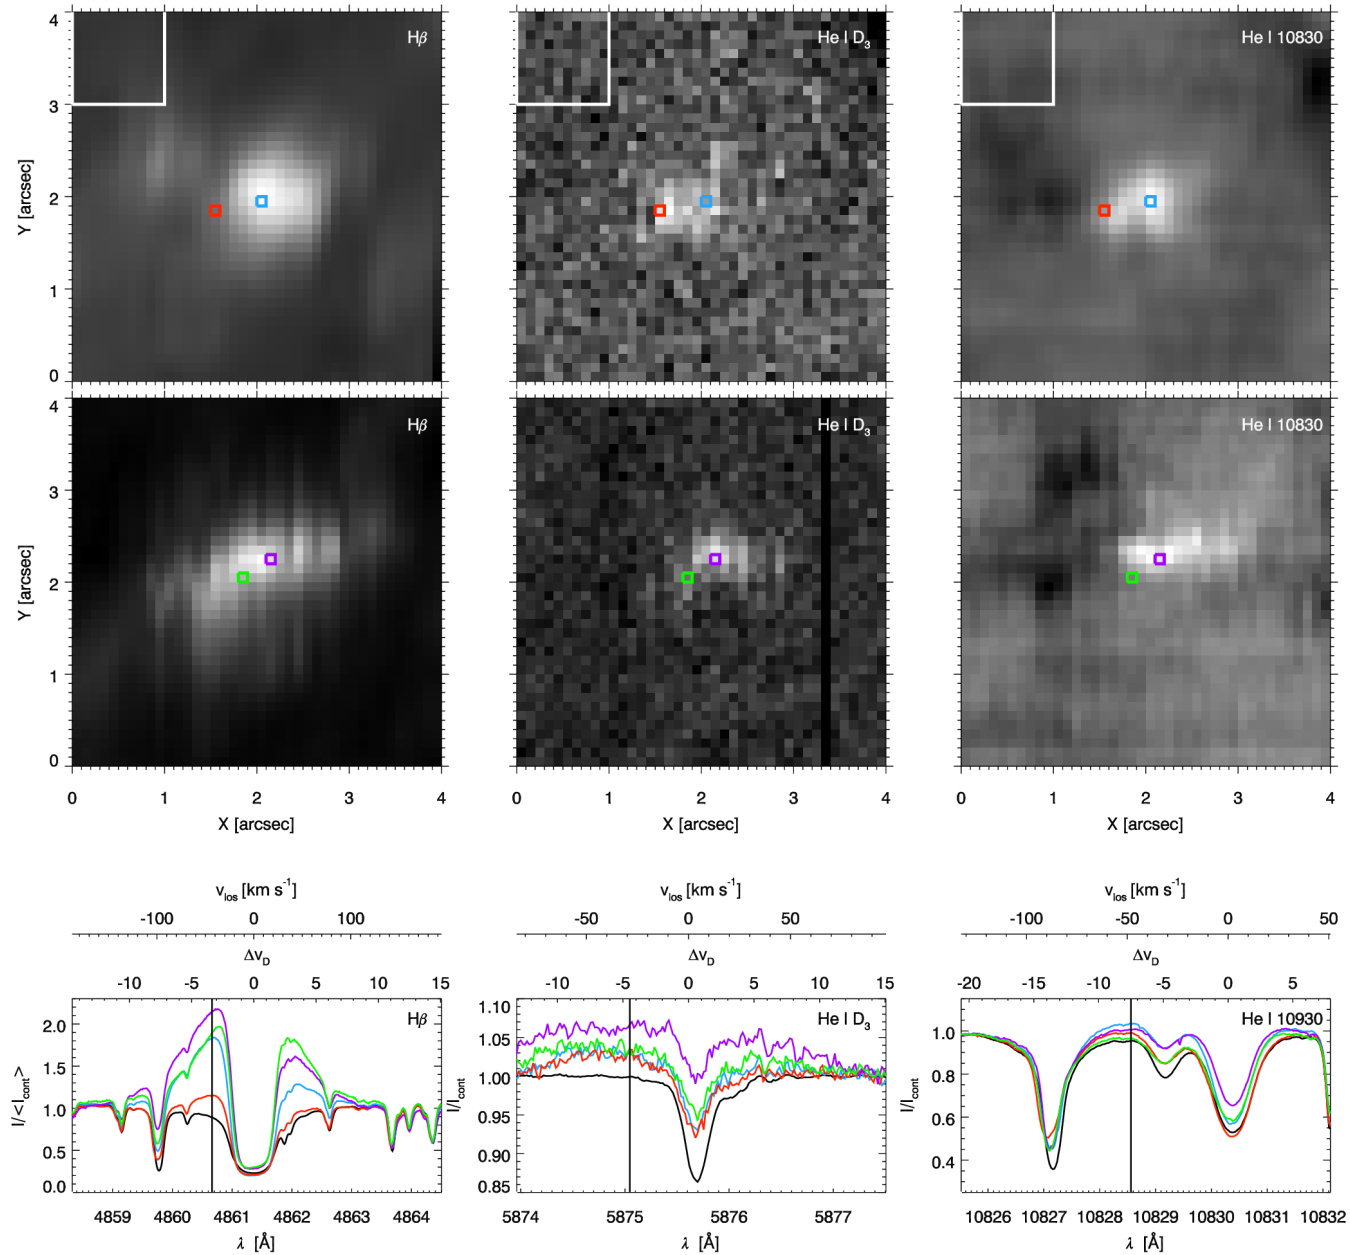 Hβ
He I D3
He I 10830
4
3
2
1
0
Y [arcsec]
Hβ
He I D3
He I 10830
4
3
2
1
0
Y [arcsec]
0 1 2 3 4
0 1 2 3 4
0 1 2 3 4
X [arcsec]
X [arcsec]
X [arcsec]
vlos [km s-1]
vlos [km s-1]
vlos [km s-1]
-100 0 100
-50 0 50
-100 -50 0 50
ΔvD
ΔvD
ΔvD
-10 -5 0 5 10 15
-10 -5 0 5 10 15
-20 -15 -10 -5 0 5
Hβ
He I D3
He I 10930
2.0
1.5
1.0
0.5
0.0
I/<Icont>
1.10
1.05
1.00
0.95
0.90
0.85
I/Icont
1.0
0.8
0.6
0.4
I/Icont
4859 4860 4861 4862 4863 4864
5874 5875 5876 5877
10826 10827 10828 10829 10830 10831 10832
λ [Å]
λ [Å]
λ [Å]